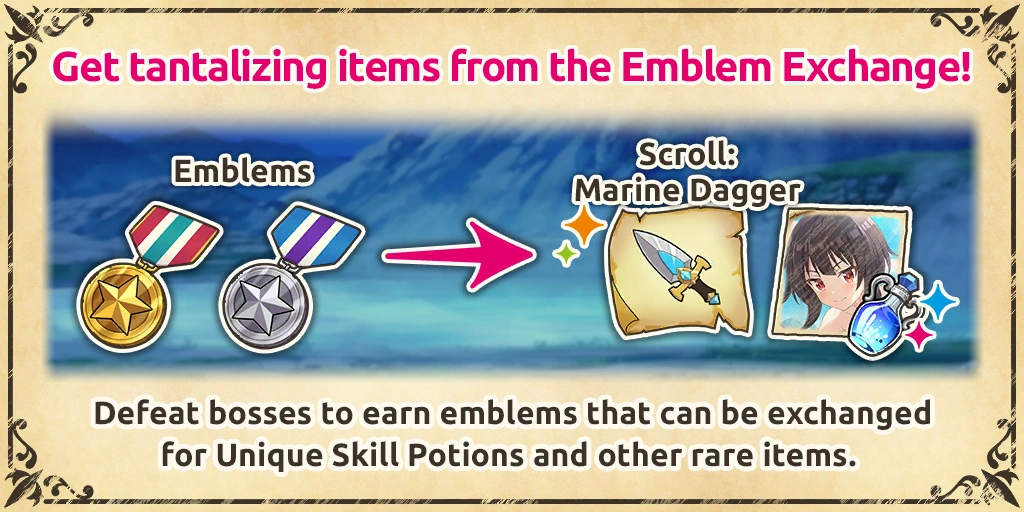 Get tantalizing items from the Emblem Exchange!
Emblems
Scroll:
Marine Dagger
Defeat bosses to earn emblems that can be exchanged
for Unique Skill Potions and other rare items.